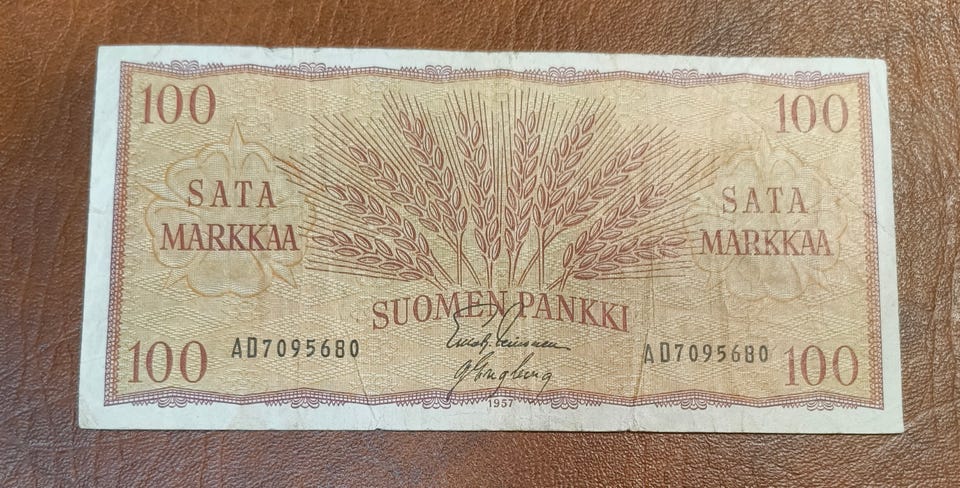 100 100
SATA
MARKKAA
SATA
MARKKAA
SUOMEN PANKKI
AD7095680 AD7095680
100 100
1957